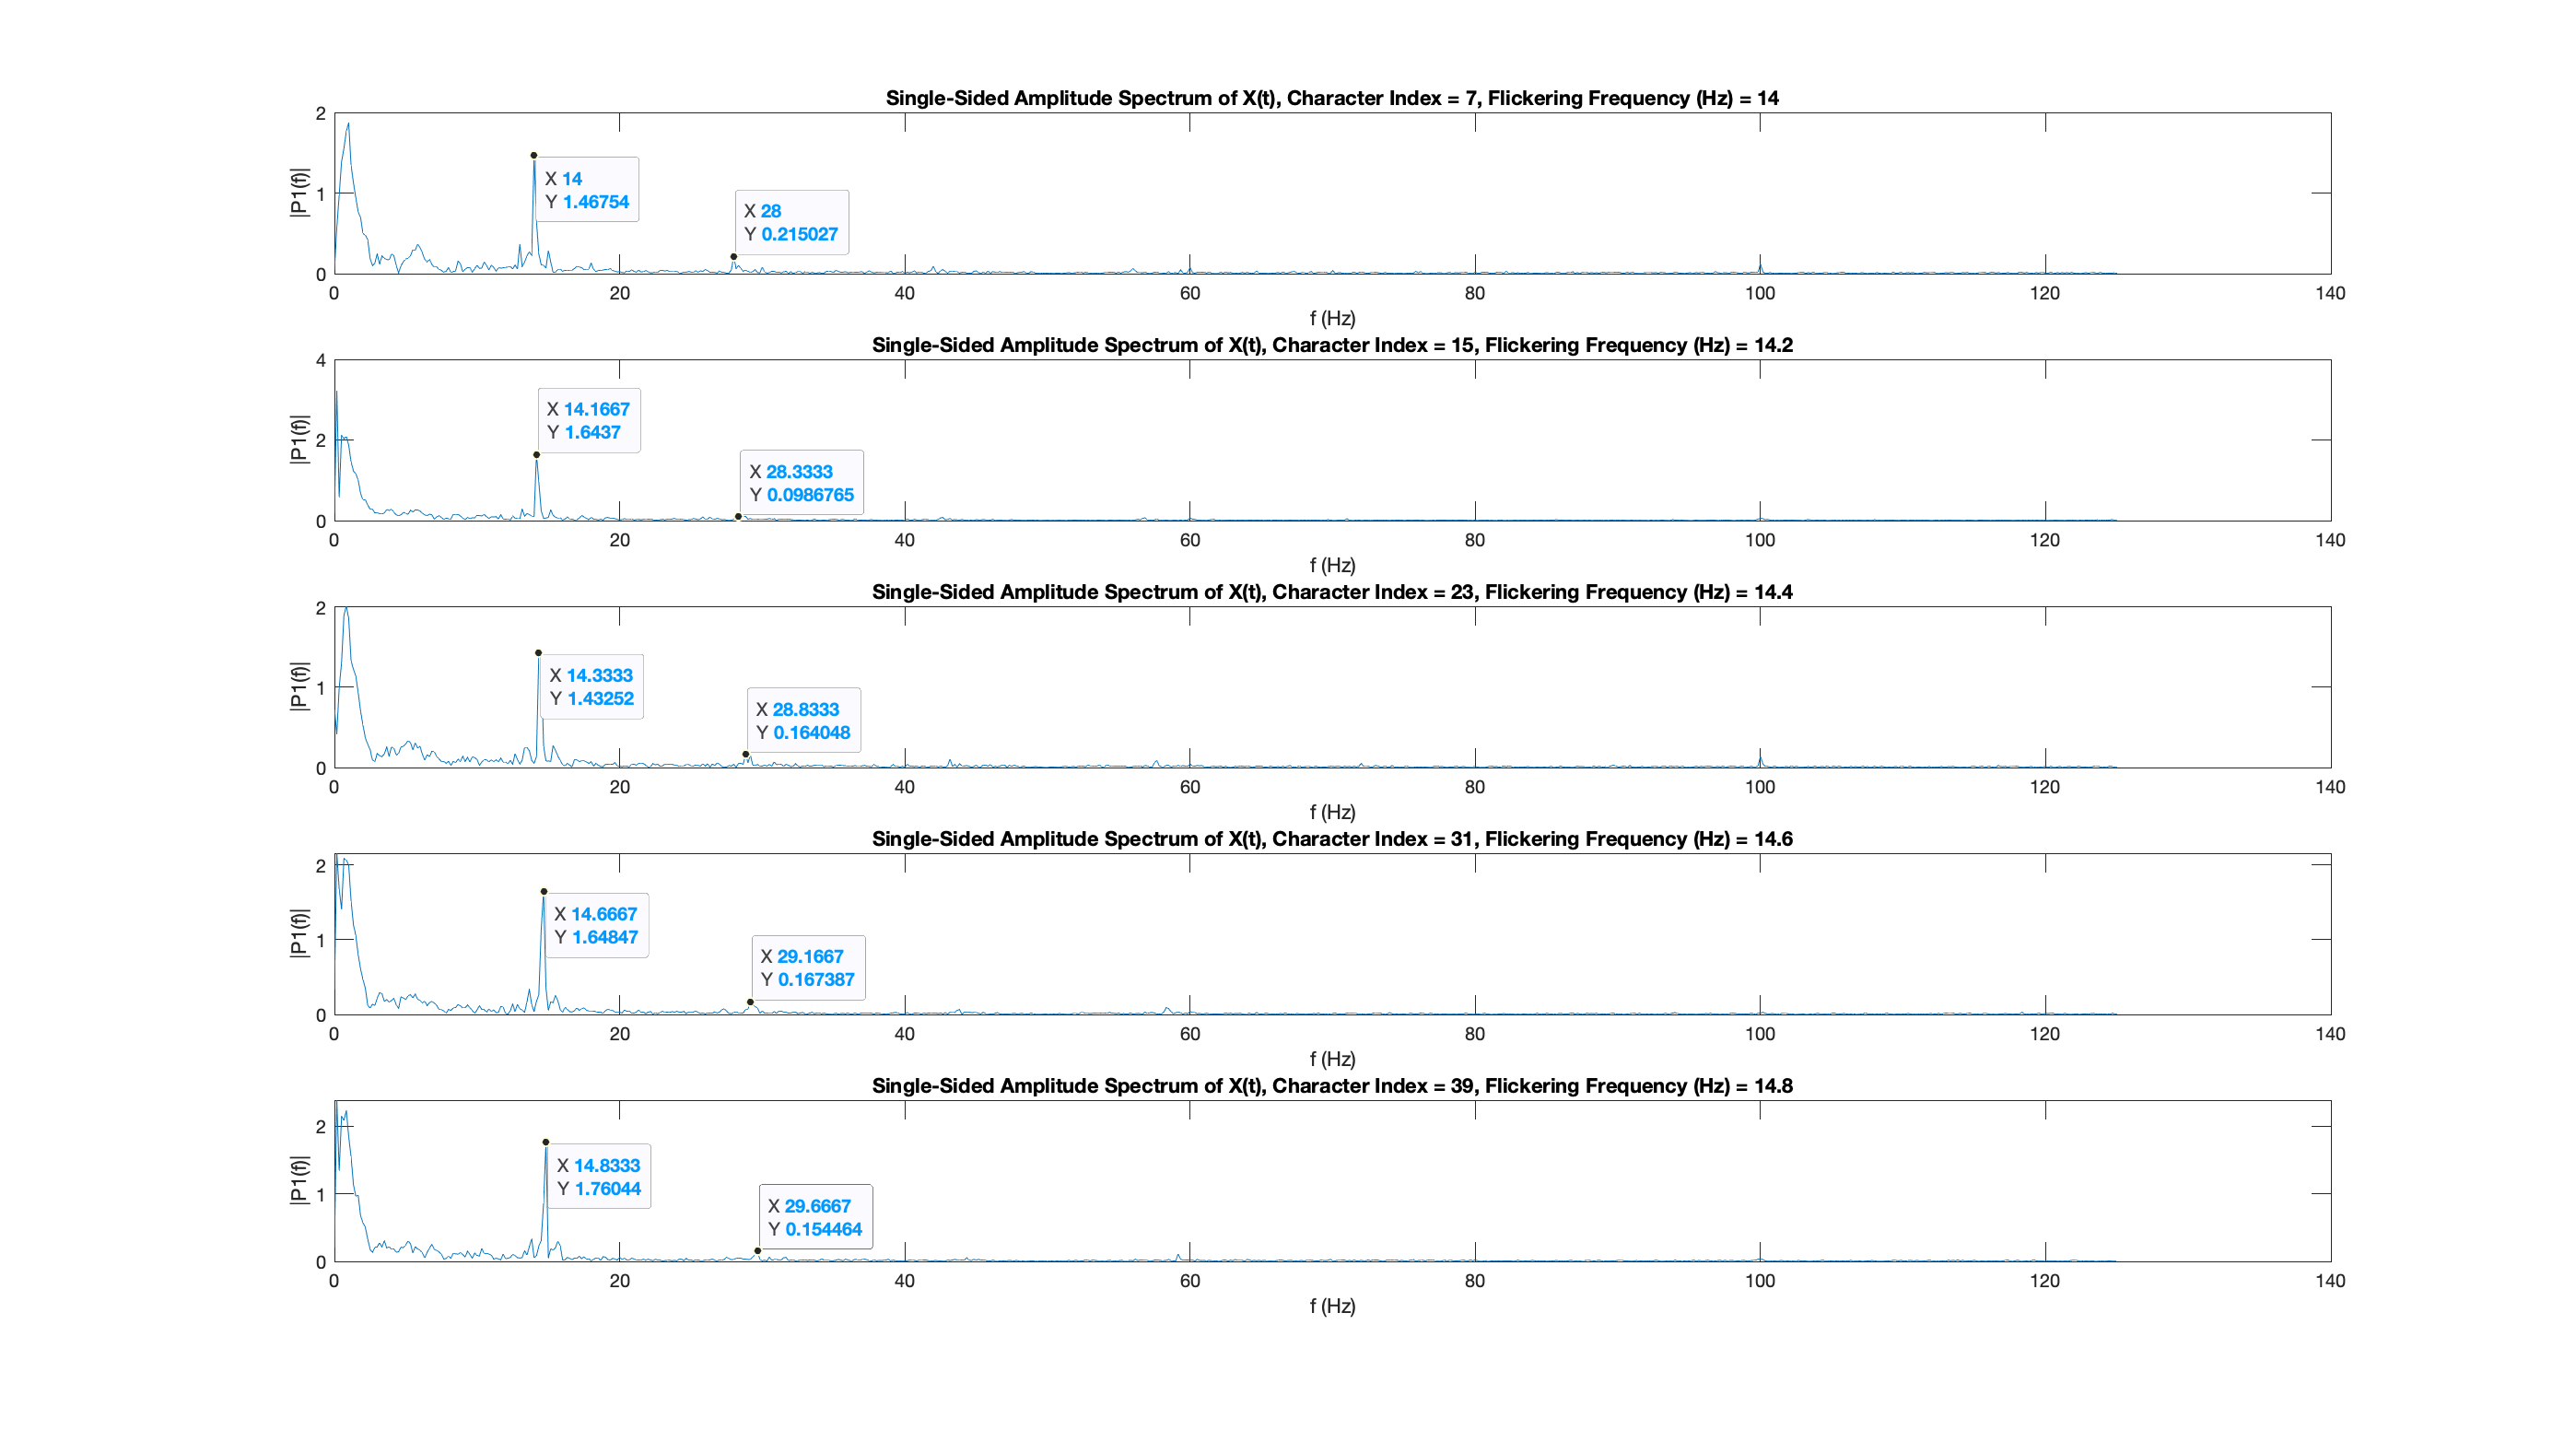 Single-Sided Amplitude Spectrum of X(t), Character Index = 7, Flickering Frequency (Hz) = 14
2
1
0
|P1(f)|
X 14
Y 1.46754
X 28
Y 0.215027
0 20 40 60 80 100 120 140
f (Hz)
Single-Sided Amplitude Spectrum of X(t), Character Index = 15, Flickering Frequency (Hz) = 14.2
4
2
0
|P1(f)|
X 14.1667
Y 1.6437
X 28.3333
Y 0.0986765
0 20 40 60 80 100 120 140
f (Hz)
Single-Sided Amplitude Spectrum of X(t), Character Index = 23, Flickering Frequency (Hz) = 14.4
2
1
0
|P1(f)|
X 14.3333
Y 1.43252
X 28.8333
Y 0.164048
0 20 40 60 80 100 120 140
f (Hz)
Single-Sided Amplitude Spectrum of X(t), Character Index = 31, Flickering Frequency (Hz) = 14.6
2
1
0
|P1(f)|
X 14.6667
Y 1.64847
X 29.1667
Y 0.167387
0 20 40 60 80 100 120 140
f (Hz)
Single-Sided Amplitude Spectrum of X(t), Character Index = 39, Flickering Frequency (Hz) = 14.8
2
1
0
|P1(f)|
X 14.8333
Y 1.76044
X 29.6667
Y 0.154464
0 20 40 60 80 100 120 140
f (Hz)